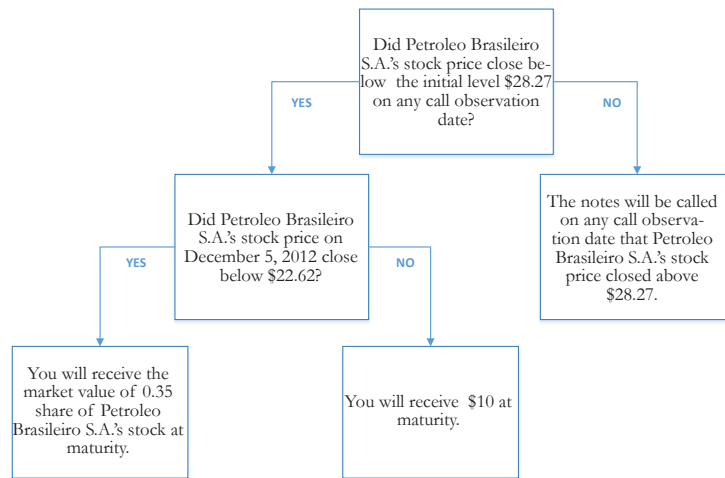 Did Petroleo Brasileiro
S.A.'s stock price close be-
low the initial level $28.27
on any call observation
date?
YES
NO
Did Petroleo Brasileiro
S.A.'s stock price on
December 5, 2012 close
below $22.62?
The notes will be called
on any call observa-
tion date that Petroleo
Brasileiro S.A.'s stock
price closed above
$28.27.
YES
NO
You will receive the
market value of 0.35
share of Petroleo
Brasileiro S.A.'s stock at
maturity.
You will receive $10 at
maturity.